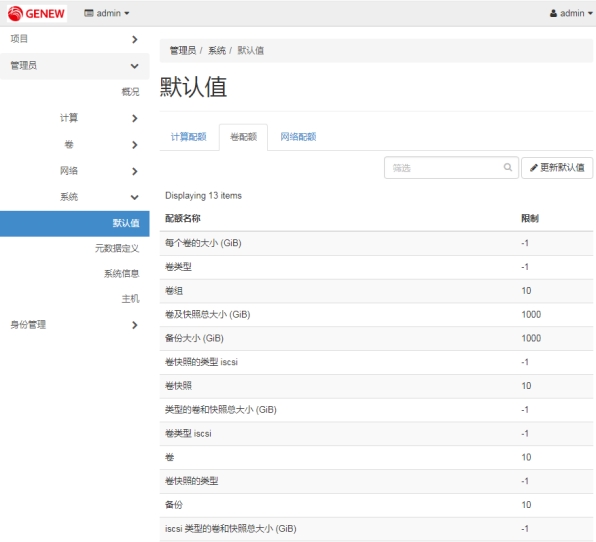 GENEW admin admin
项目
管理员
概况
计算
卷
网络
系统
默认值
元数据定义
系统信息
主机
身份管理
管理员 / 系统 / 默认值
默认值
计算配额 卷配额 网络配额
筛选 更新默认值
Displaying 13 items
配额名称 限制
每个卷的大小 (GiB) -1
卷类型 -1
卷组 10
卷及快照总大小 (GiB) 1000
备份大小 (GiB) 1000
卷快照的类型 iscsi -1
卷快照 10
类型的卷和快照总大小 (GiB) -1
卷类型 iscsi -1
卷 10
卷快照的类型 -1
备份 10
iscsi 类型的卷和快照总大小 (GiB) -1